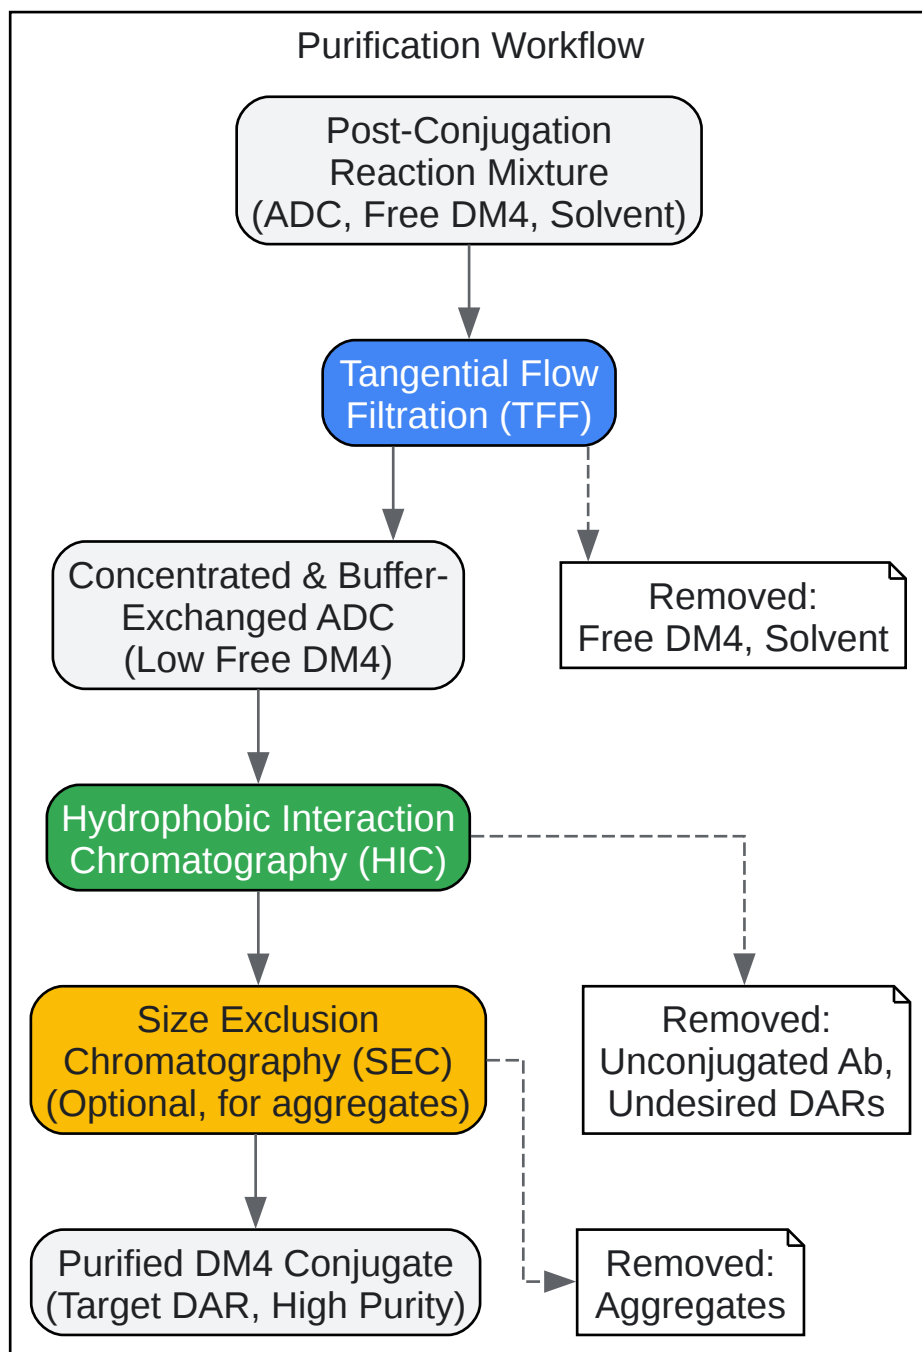 Purification Workflow
Post-Conjugation
Reaction Mixture
(ADC, Free DM4, Solvent)
Tangential Flow
Filtration (TFF)
Concentrated & Buffer-
Exchanged ADC
(Low Free DM4)
Removed:
Free DM4, Solvent
Hydrophobic Interaction
Chromatography (HIC)
Size Exclusion
Chromatography (SEC)
(Optional, for aggregates)
Removed:
Unconjugated Ab,
Undesired DARs
Purified DM4 Conjugate
(Target DAR, High Purity)
Removed:
Aggregates